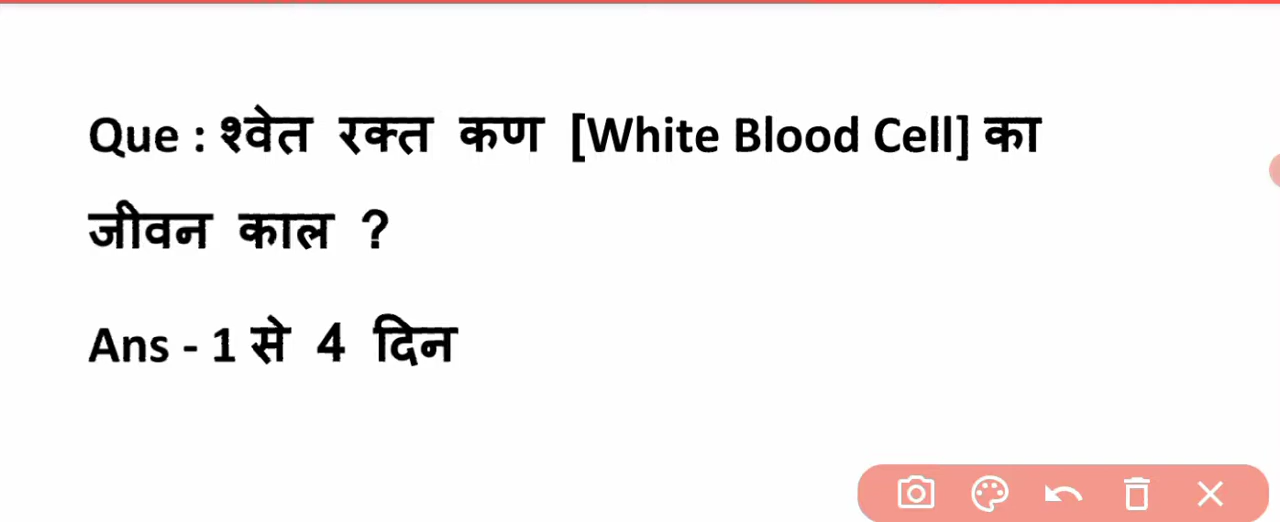 Que : श्वेत रक्त कण [White Blood Cell] का
जीवन काल ?
Ans - 1 से 4 दिन